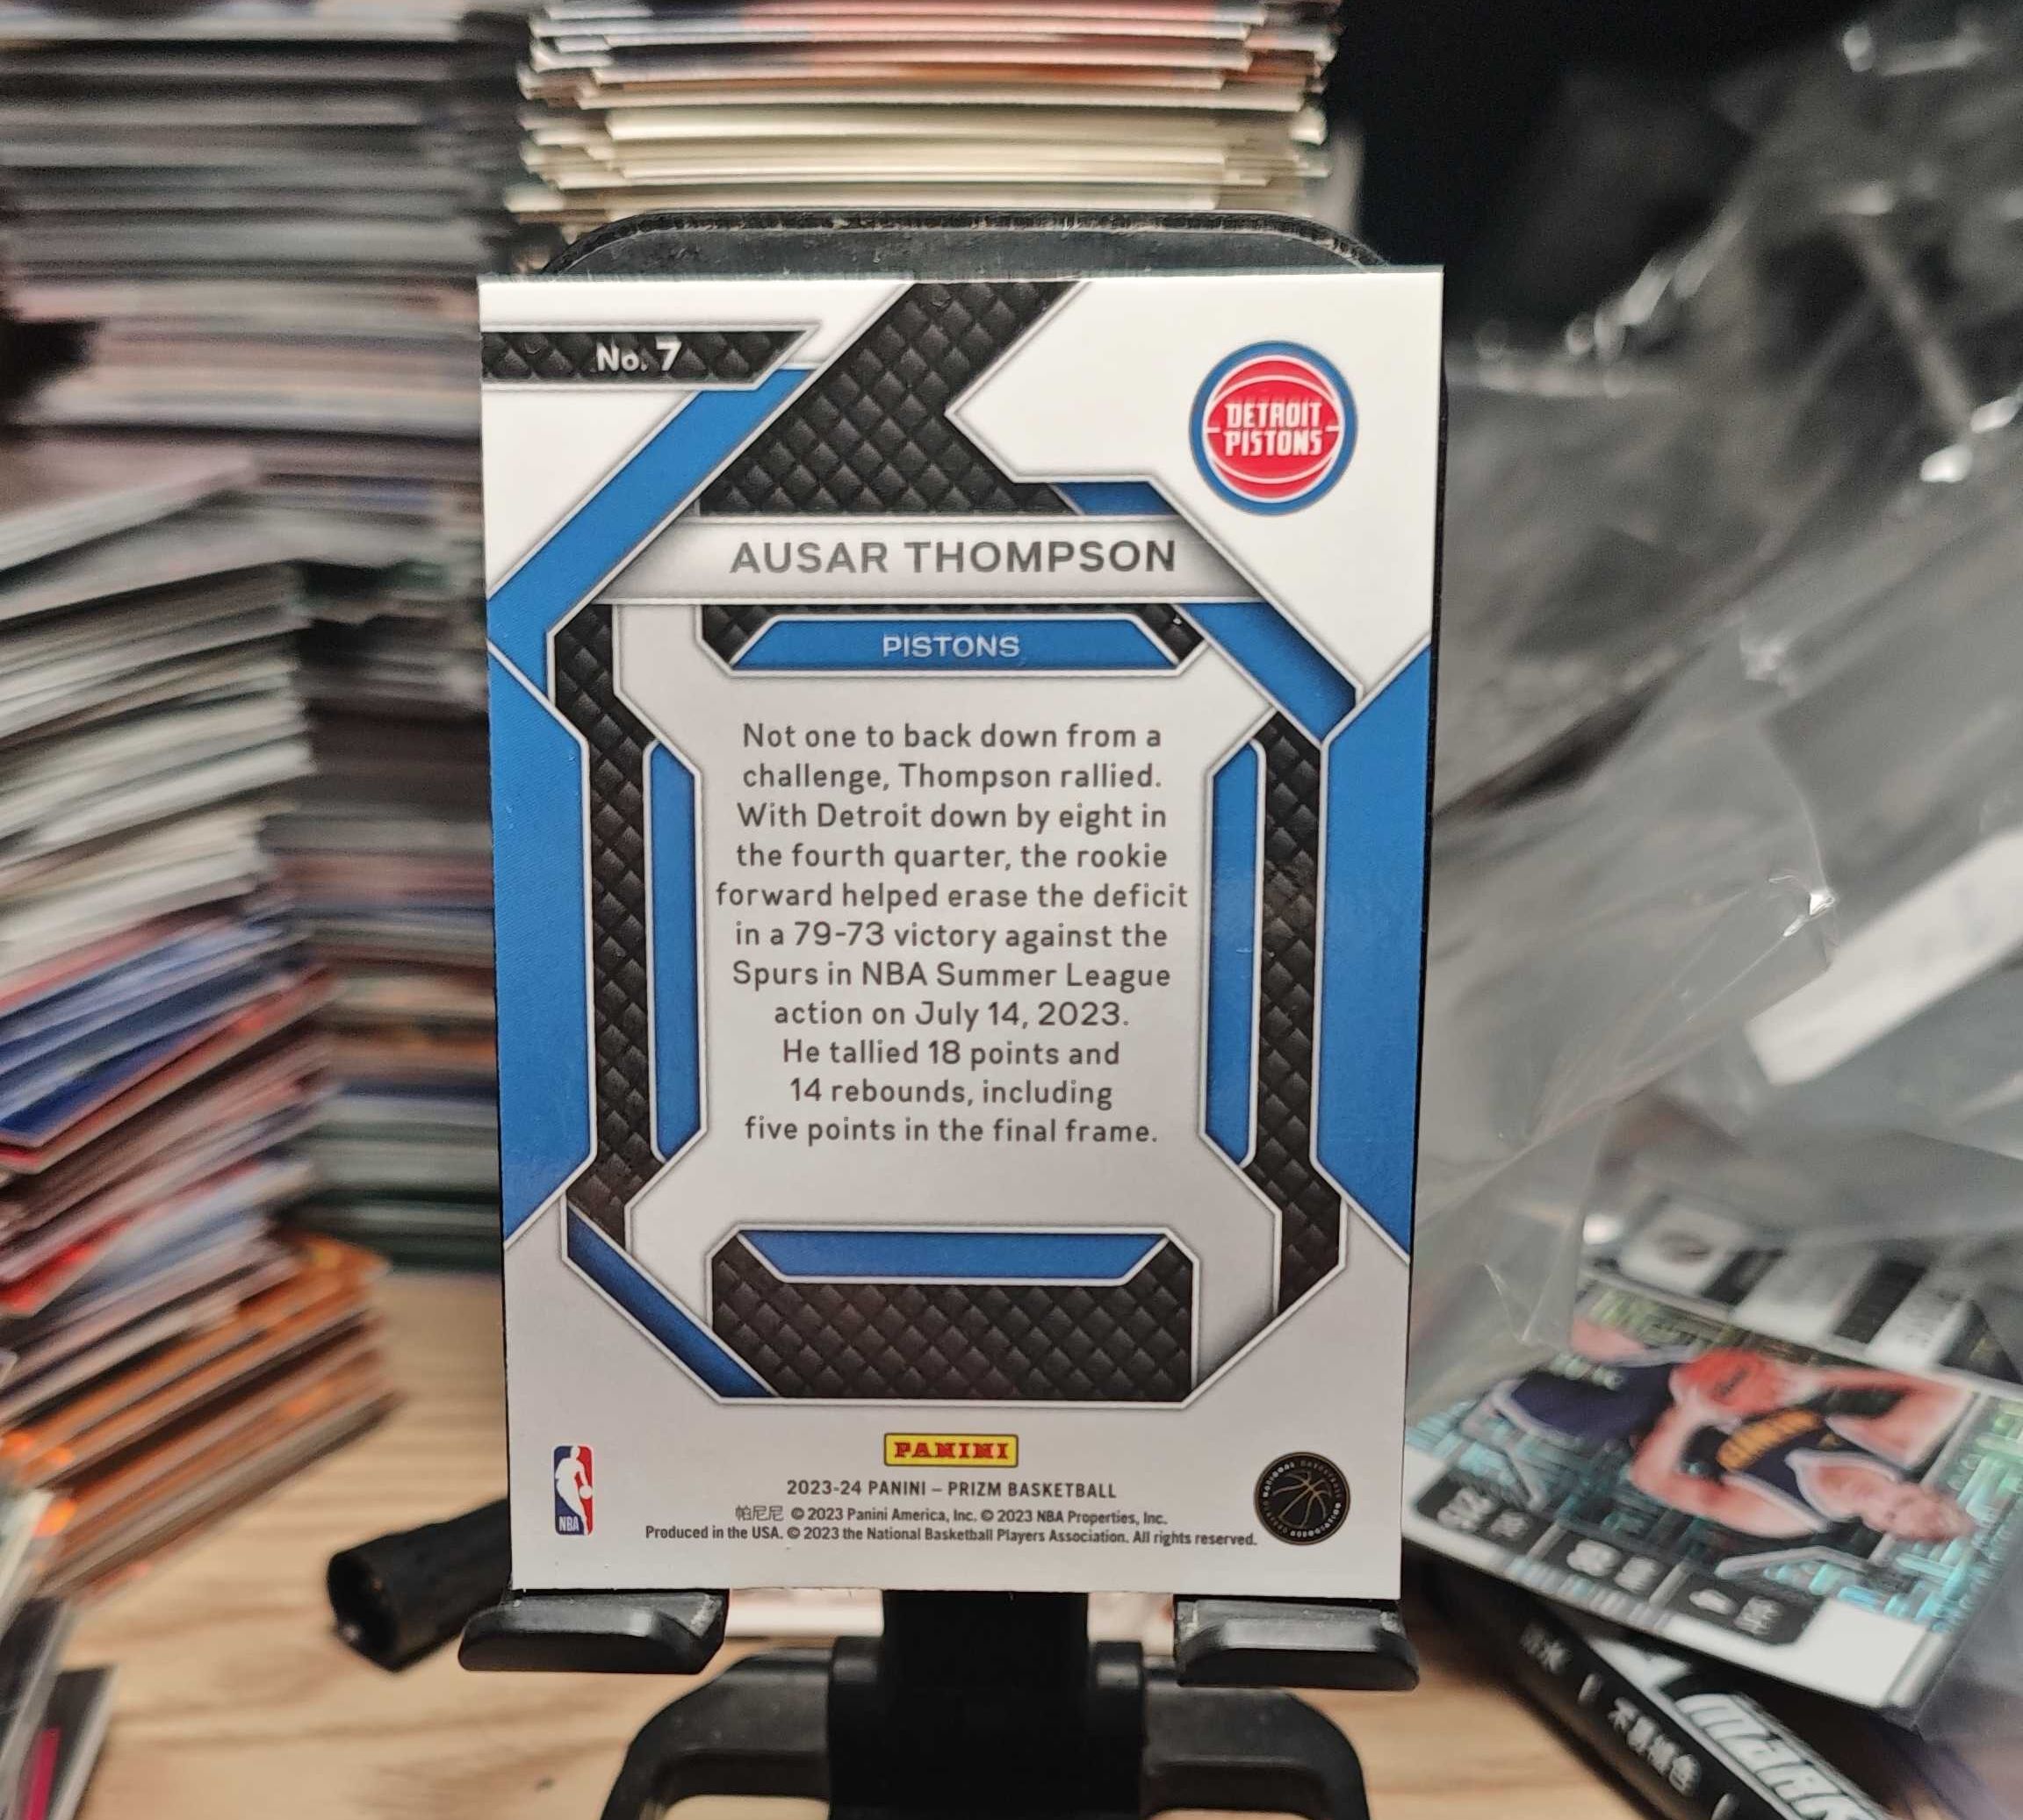 No. 7
DETROIT
PISTONS
AUSAR THOMPSON
PISTONS
Not one to back down from a
challenge, Thompson rallied.
With Detroit down by eight in
the fourth quarter, the rookie
forward helped erase the deficit
in a 79-73 victory against the
Spurs in NBA Summer League
action on July 14, 2023.
He tallied 18 points and
14 rebounds, including
five points in the final frame.
PANINI
2023-24 PANINI – PRIZM BASKETBALL
帕尼尼 © 2023 Panini America, Inc. © 2023 NBA Properties, Inc.
Produced in the USA. © 2023 the National Basketball Players Association. All rights reserved.
NBA